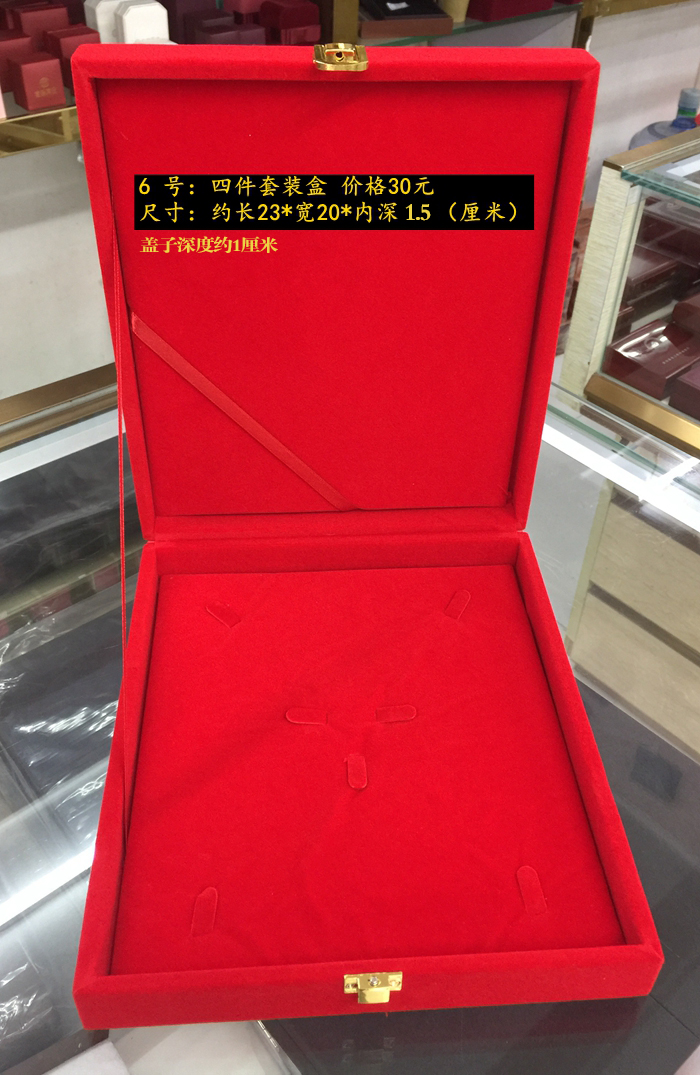 6 号：四件套装盒 价格30元
尺寸：约长23*宽20*内深 1.5 （厘米）
盖子深度约1厘米